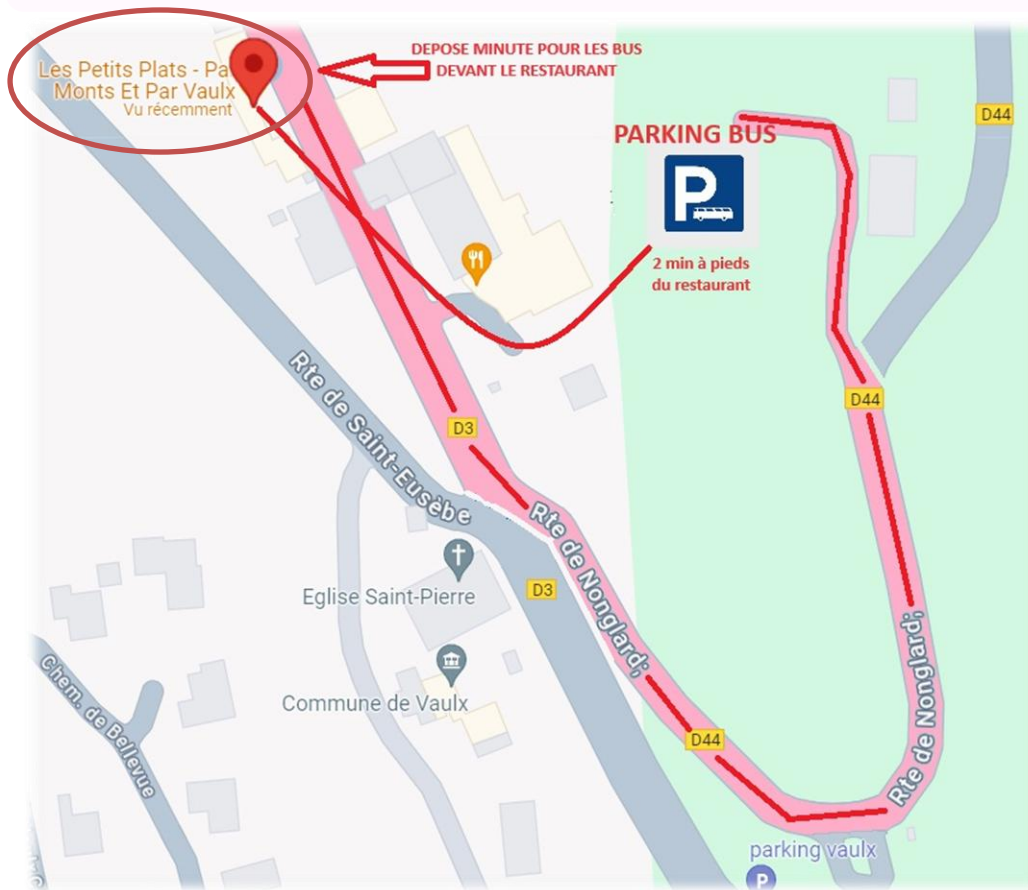 DEPOSE MINUTE POUR LES BUS
DEVANT LE RESTAURANT
Les Petits Plats - Pa
Monts Et Par Vaulx
Vu récemment
D44
PARKING BUS
P
2 min à pieds
du restaurant
Rte de Saint-Eusèbe
D3
D44
Rte de Nonglard;
Eglise Saint-Pierre
D3
Rte de Nonglard;
Commune de Vaulx
Chem. de Bellevue
D44
parking vaulx
P